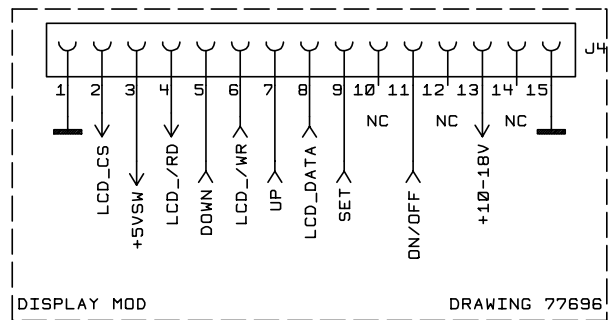 J4
1 2 3 4 5 6 7 8 9 10 11 12 13 14 15
NC NC NC
LCD_CS
+5VSW
LCD_/RD
DOWN
LCD_/WR
UP
LCD_DATA
SET
ON/OFF
+10-18V
DISPLAY MOD DRAWING 77696